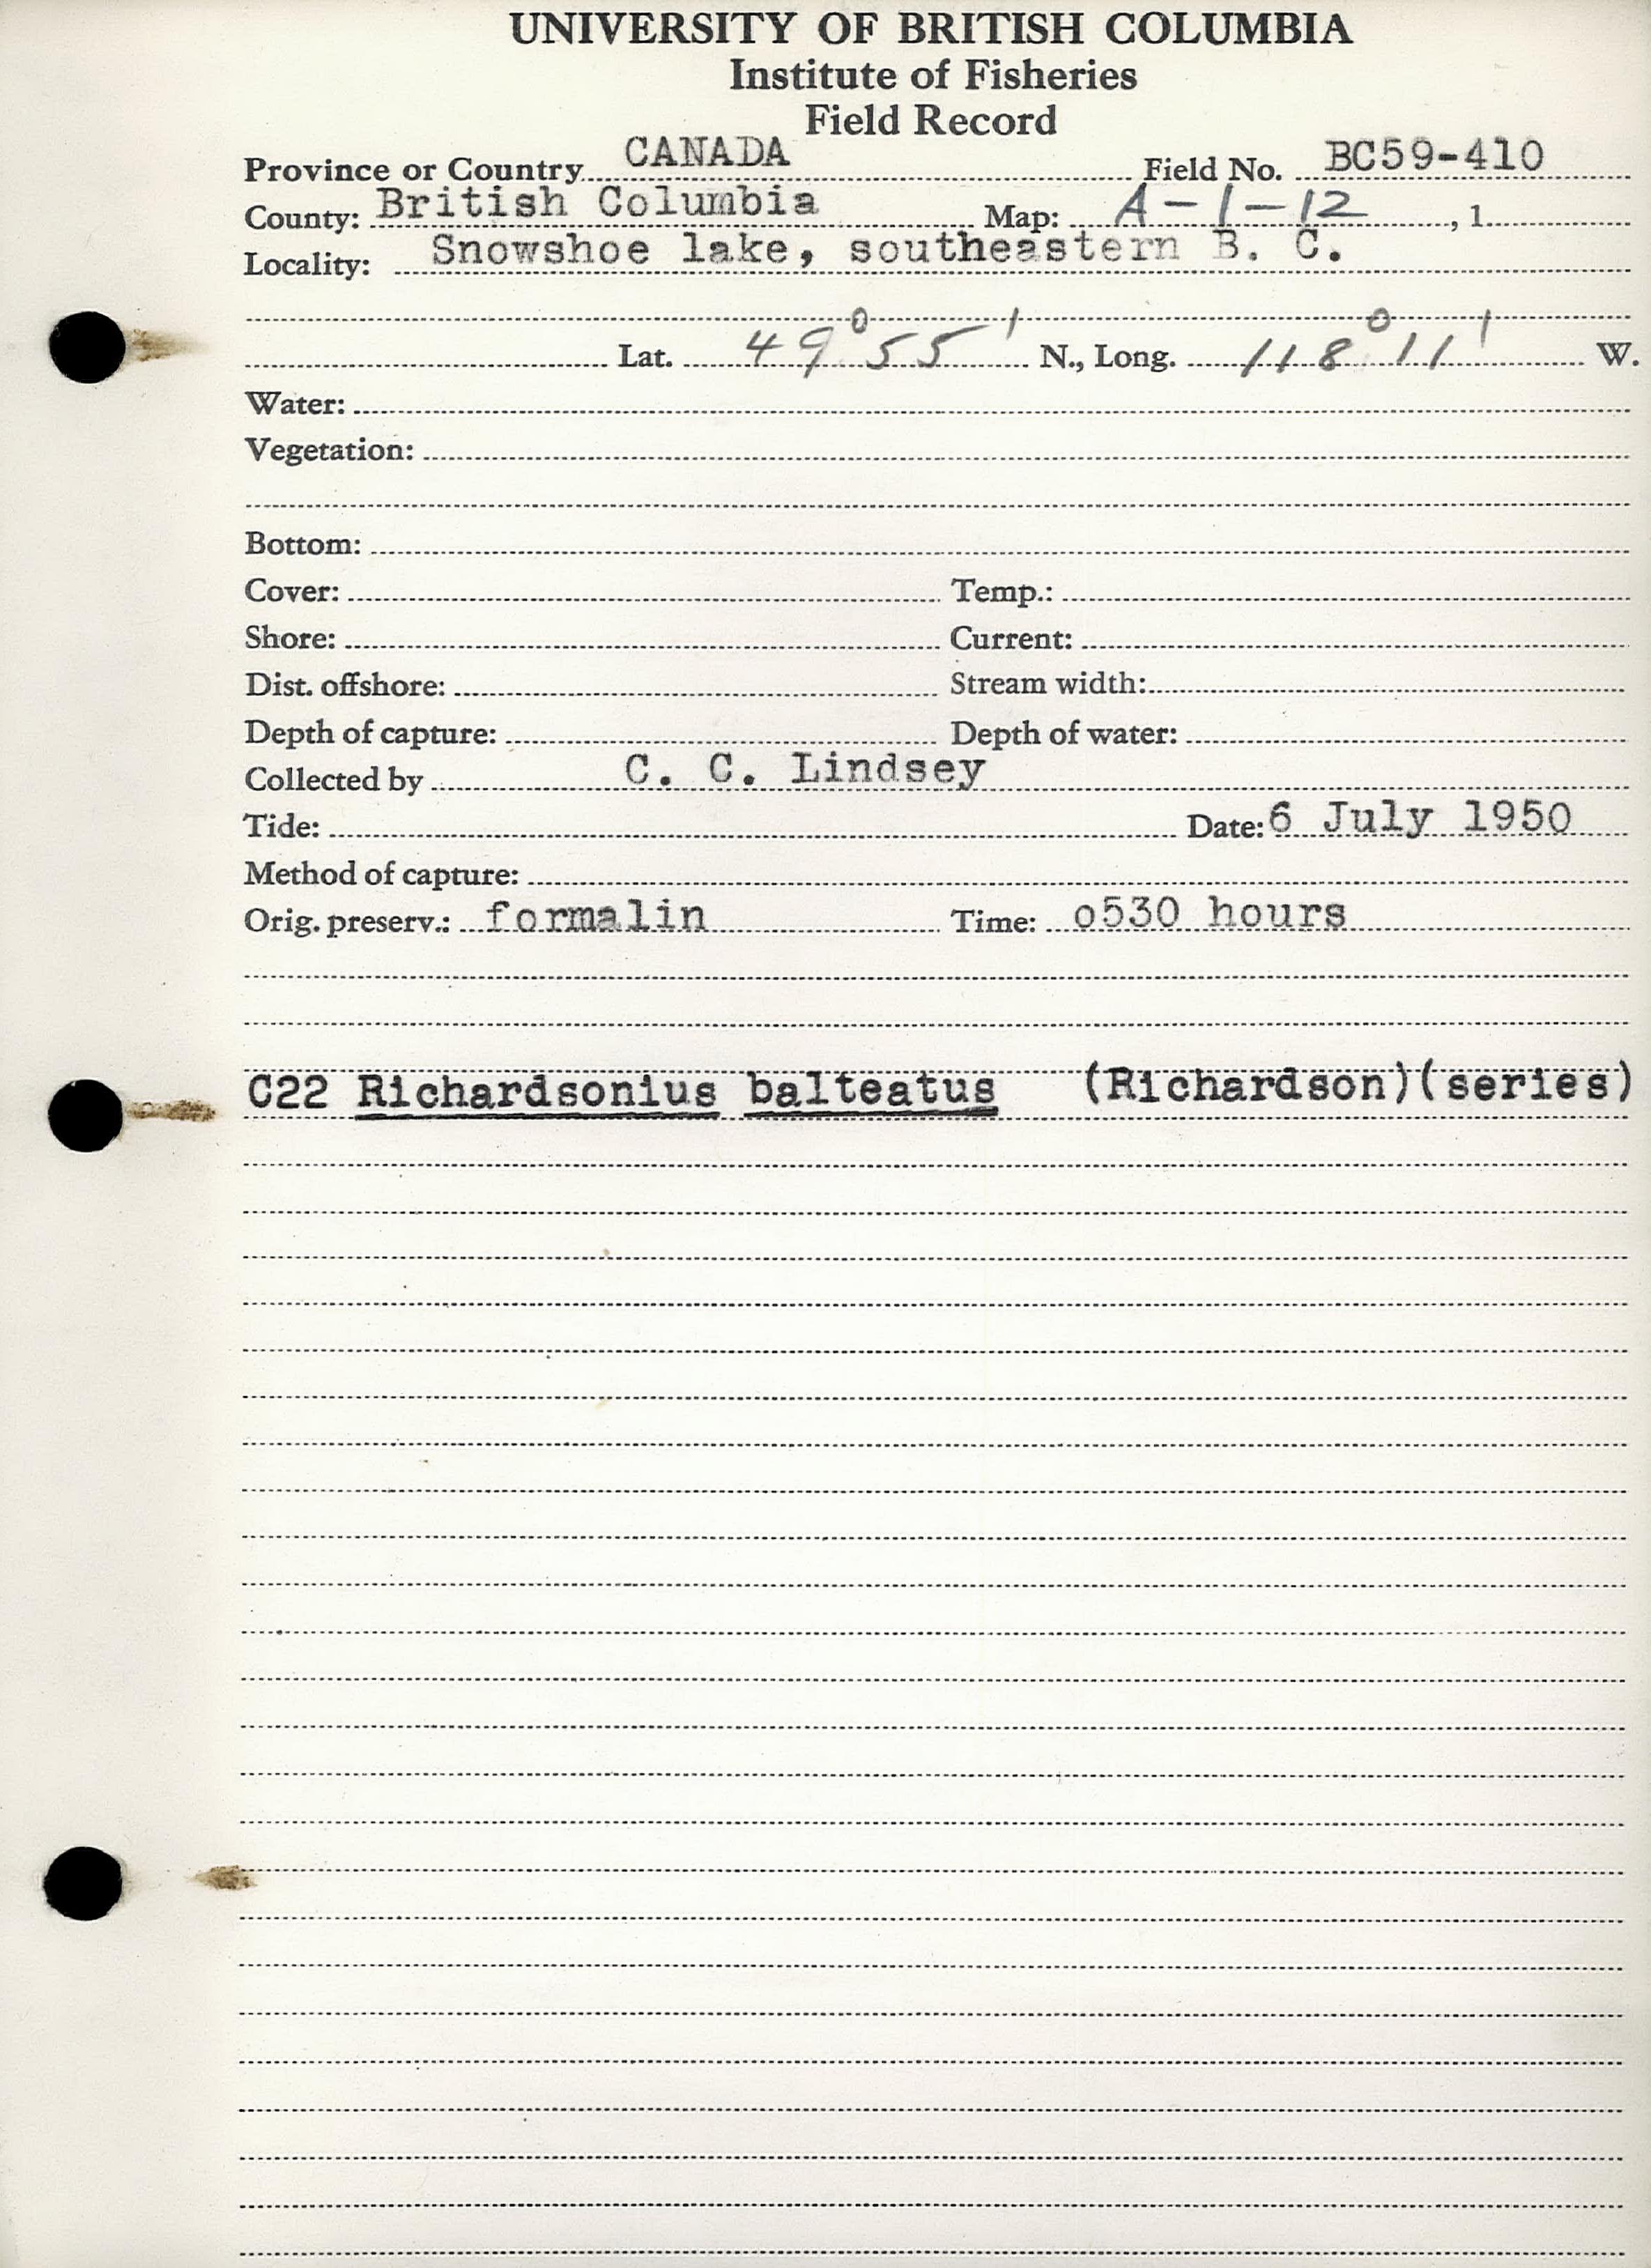 UNIVERSITY OF BRITISH COLUMBIA
Institute of Fisheries
Field Record
Province or Country CANADA Field No. BC59-410
County: British Columbia Map: A-1-12, 1
Locality: Snowshoe lake, southeastern B. C.
Lat. 49°55' N., Long. 118°11' W.
Water:
Vegetation:
Bottom:
Cover: Temp.:
Shore: Current:
Dist. offshore: Stream width:
Depth of capture: Depth of water:
Collected by C. C. Lindsey
Tide: Date: 6 July 1950
Method of capture:
Orig. preserv.: formalin Time: o530 hours
C22 Richardsonius balteatus (Richardson)(series)